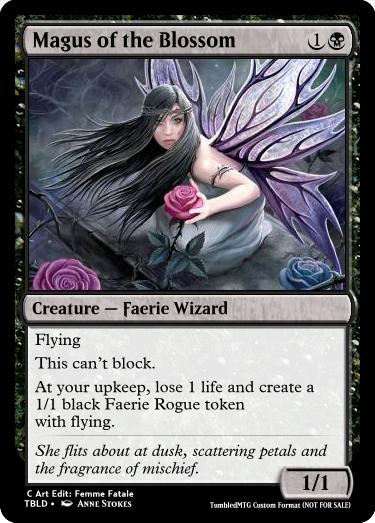 Magus of the Blossom 1
Creature — Faerie Wizard
Flying
This can't block.
At your upkeep, lose 1 life and create a
1/1 black Faerie Rogue token
with flying.
She flits about at dusk, scattering petals and
the fragrance of mischief.
1/1
C Art Edit: Femme Fatale
TBLD • Anne Stokes
TumbledMTG Custom Format (NOT FOR SALE)